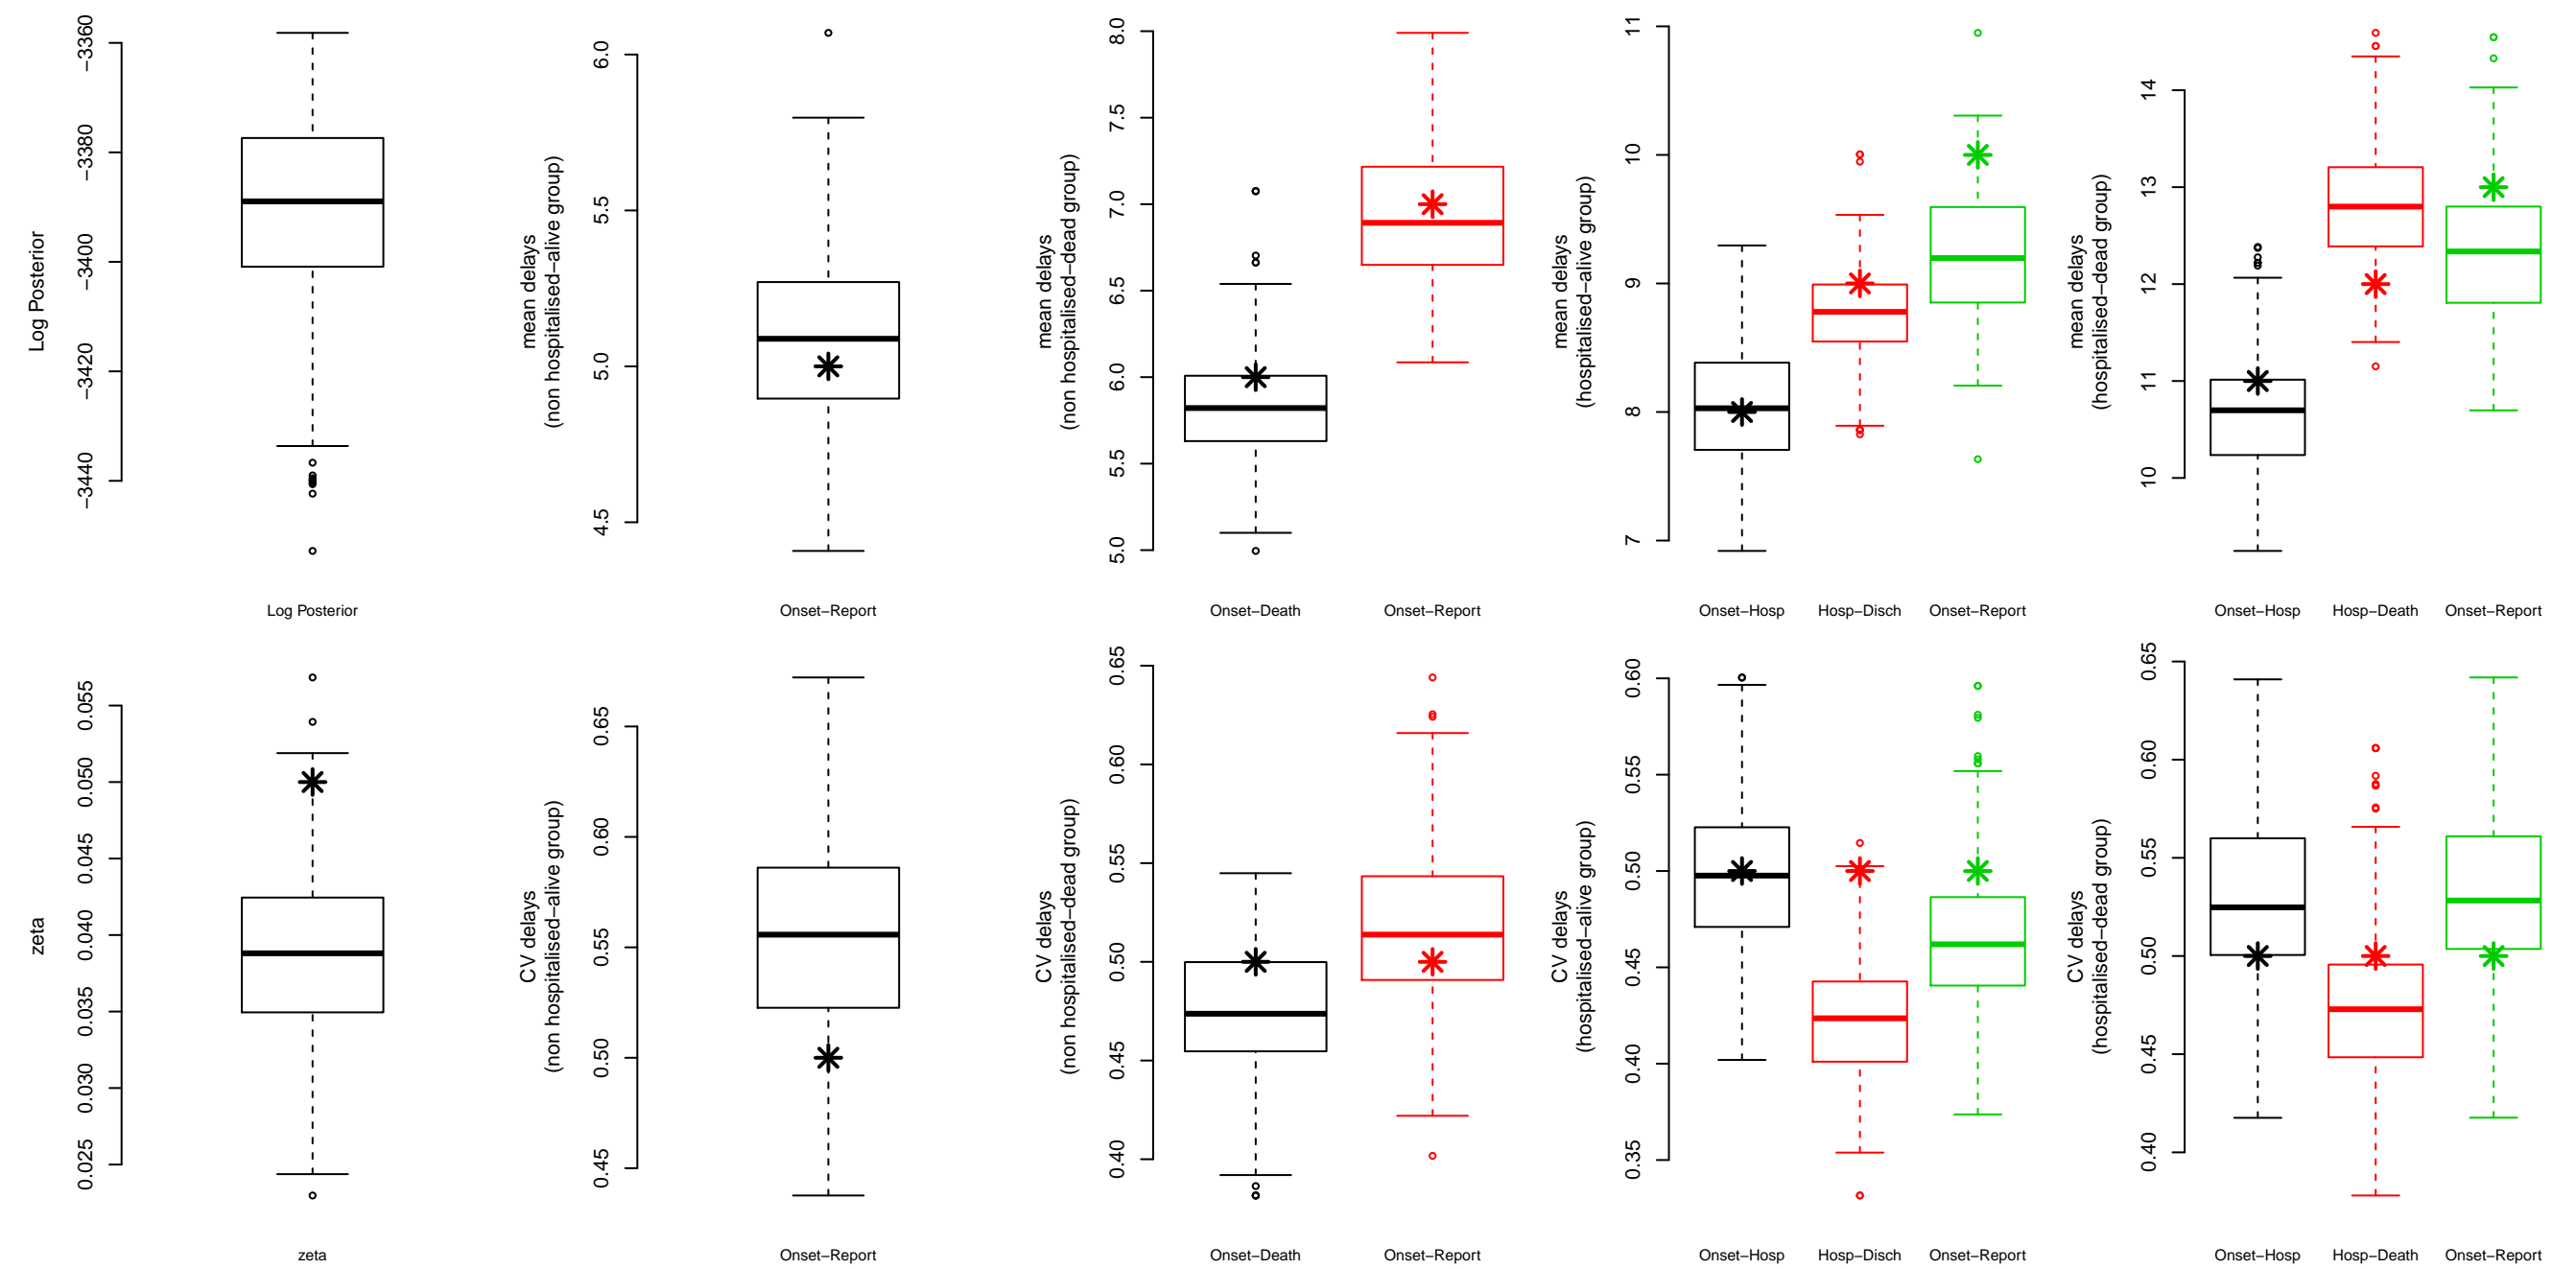 Log Posterior
−3360
−3380
−3400
−3420
−3440
Log Posterior
mean delays
(non hospitalised−alive group)
6.0
5.5
5.0
4.5
Onset−Report
mean delays
(non hospitalised−dead group)
8.0
7.5
7.0
6.5
6.0
5.5
5.0
Onset−Death
Onset−Report
mean delays
(hospitalised−alive group)
11
10
9
8
7
Onset−Hosp
Hosp−Disch
Onset−Report
mean delays
(hospitalised−dead group)
14
13
12
11
10
Onset−Hosp
Hosp−Death
Onset−Report
zeta
0.055
0.050
0.045
0.040
0.035
0.030
0.025
zeta
CV delays
(non hospitalised−alive group)
0.65
0.60
0.55
0.50
0.45
Onset−Report
CV delays
(non hospitalised−dead group)
0.65
0.60
0.55
0.50
0.45
0.40
Onset−Death
Onset−Report
CV delays
(hospitalised−alive group)
0.60
0.55
0.50
0.45
0.40
0.35
Onset−Hosp
Hosp−Disch
Onset−Report
CV delays
(hospitalised−dead group)
0.65
0.60
0.55
0.50
0.45
0.40
Onset−Hosp
Hosp−Death
Onset−Report